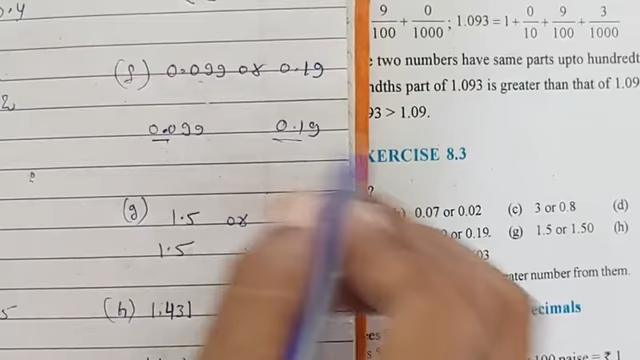 0.4
(f) 0.099 or 0.19
0.099 0.19
(g) 1.5 or
1.5
(h) 1.431
9/100 + 0/1000 ; 1.093 = 1 + 0/10 + 9/100 + 3/1000
two numbers have same parts upto hundredt
ndths part of 1.093 is greater than that of 1.09
93 > 1.09.
XERCISE 8.3
?
0.07 or 0.02 (c) 3 or 0.8 (d)
or 0.19. (g) 1.5 or 1.50 (h)
03
ater number from them.
ecimals
100 paise = ₹ 1